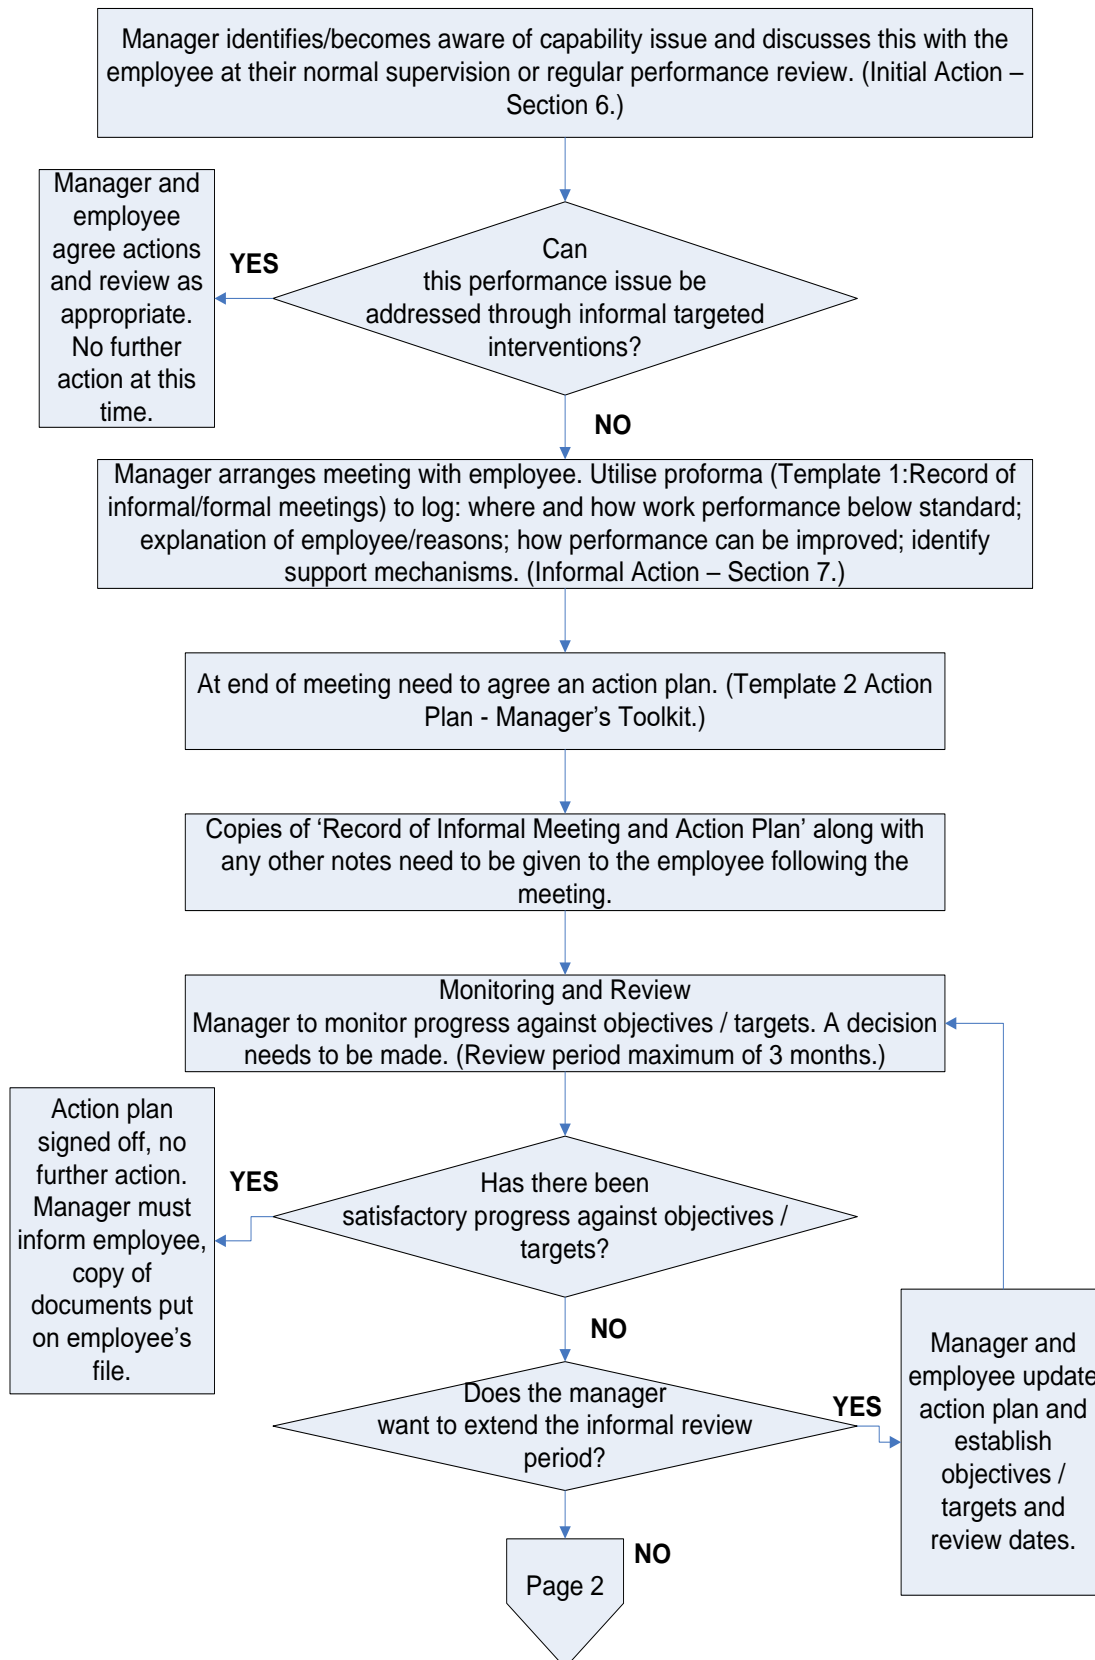 Manager identifies/becomes aware of capability issue and discusses this with the
employee at their normal supervision or regular performance review. (Initial Action –
Section 6.)
Manager and
employee
agree actions
and review as
appropriate.
No further
action at this
time.
YES
Can
this performance issue be
addressed through informal targeted
interventions?
NO
Manager arranges meeting with employee. Utilise proforma (Template 1:Record of
informal/formal meetings) to log: where and how work performance below standard;
explanation of employee/reasons; how performance can be improved; identify
support mechanisms. (Informal Action – Section 7.)
At end of meeting need to agree an action plan. (Template 2 Action
Plan - Manager’s Toolkit.)
Copies of ‘Record of Informal Meeting and Action Plan’ along with
any other notes need to be given to the employee following the
meeting.
Monitoring and Review
Manager to monitor progress against objectives / targets. A decision
needs to be made. (Review period maximum of 3 months.)
Action plan
signed off, no
further action.
Manager must
inform employee,
copy of
documents put
on employee’s
file.
YES
Has there been
satisfactory progress against objectives /
targets?
NO
Does the manager
want to extend the informal review
period?
YES
Manager and
employee update
action plan and
establish
objectives /
targets and
review dates.
NO
Page 2